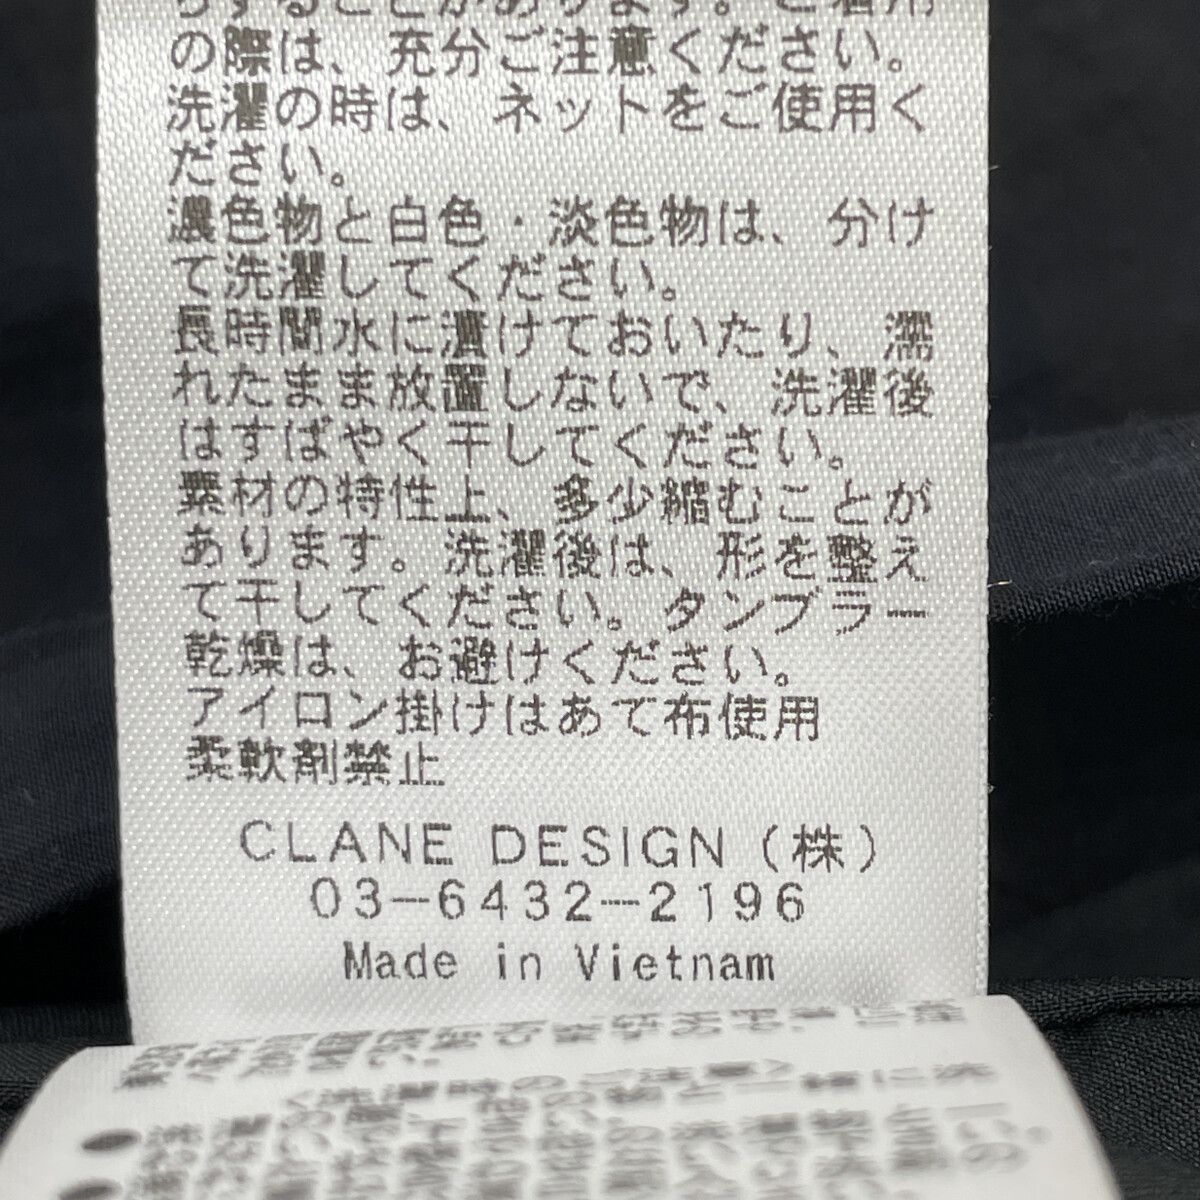 の際は、充分ご注意ください。
洗濯の時は、ネットをご使用く
ださい。
濃色物と白色・淡色物は、分け
て洗濯してください。
長時間水に漬けておいたり、濡
れたまま放置しないで、洗濯後
はすばやく干してください。
素材の特性上、多少縮むことが
あります。洗濯後は、形を整え
て干してください。タンブラー
乾燥は、お避けください。
アイロン掛けはあて布使用
柔軟剤禁止
CLANE DESIGN（株）
03-6432-2196
Made in Vietnam